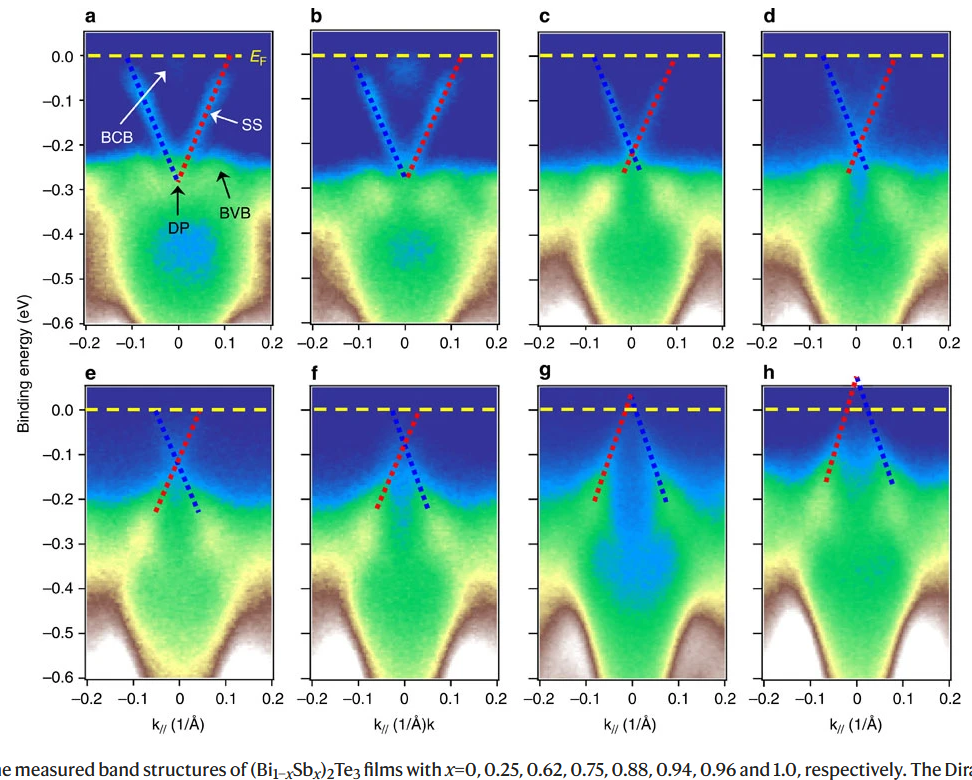 a
b
c
d
Binding energy (eV)
0.0
−0.1
−0.2
−0.3
−0.4
−0.5
−0.6
E_F
BCB
SS
DP
BVB
−0.2 −0.1 0 0.1 0.2
−0.2 −0.1 0 0.1 0.2
−0.2 −0.1 0 0.1 0.2
−0.2 −0.1 0 0.1 0.2
e
f
g
h
0.0
−0.1
−0.2
−0.3
−0.4
−0.5
−0.6
−0.2 −0.1 0 0.1 0.2
−0.2 −0.1 0 0.1 0.2
−0.2 −0.1 0 0.1 0.2
−0.2 −0.1 0 0.1 0.2
k// (1/Å)
k// (1/Å)k
k// (1/Å)
k// (1/Å)
measured band structures of (Bi1−xSbx)2Te3 films with x=0, 0.25, 0.62, 0.75, 0.88, 0.94, 0.96 and 1.0, respectively. The